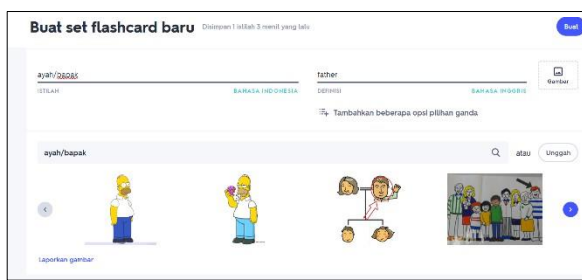 Buat set flashcard baru Disimpan 1 istilah 3 menit yang lalu Buat
ayah/bapak father
ISTILAH BAHASA INDONESIA DEFINISI BAHASA INGGRIS Gambar
Tambahkan beberapa opsi pilihan ganda
ayah/bapak atau Unggah
Laporkan gambar